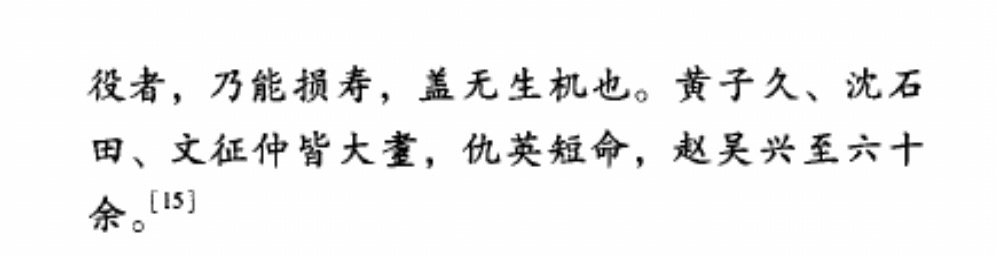 役者，乃能损寿，盖无生机也。黄子久、沈石
田、文征仲皆大耋，仇英短命，赵吴兴至六十
余。[15]